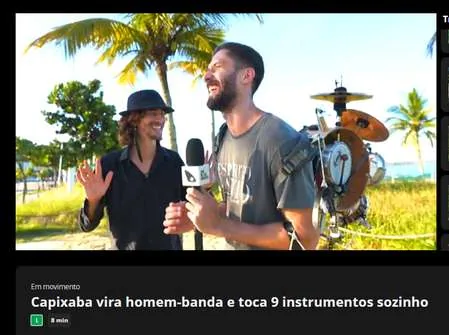 Em movimento
Capixaba vira homem-banda e toca 9 instrumentos sozinho
L
8 min